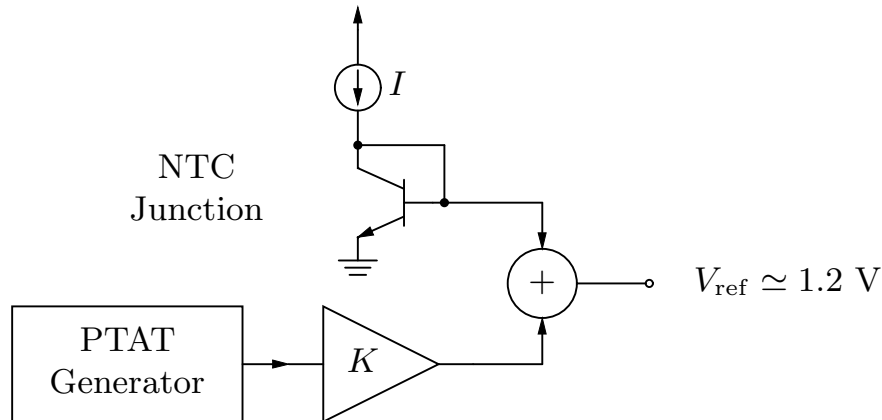 I
NTC
Junction
+
V_ref ≃ 1.2 V
PTAT
Generator
K